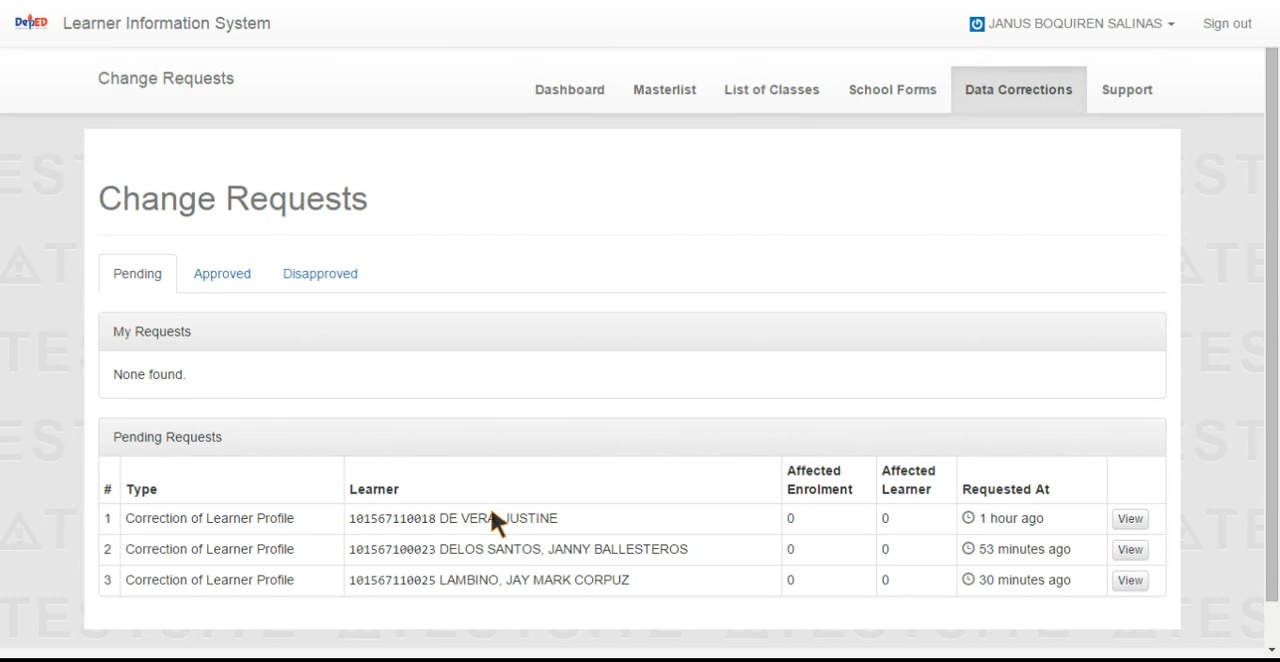 DepED Learner Information System JANUS BOQUIREN SALINAS Sign out
Change Requests Dashboard Masterlist List of Classes School Forms Data Corrections Support
Change Requests
Pending Approved Disapproved
My Requests
None found.
Pending Requests
# Type Learner Affected Enrolment Affected Learner Requested At
1 Correction of Learner Profile 101567110018 DE VERA, JUSTINE 0 0 1 hour ago View
2 Correction of Learner Profile 101567100023 DELOS SANTOS, JANNY BALLESTEROS 0 0 53 minutes ago View
3 Correction of Learner Profile 101567110025 LAMBINO, JAY MARK CORPUZ 0 0 30 minutes ago View